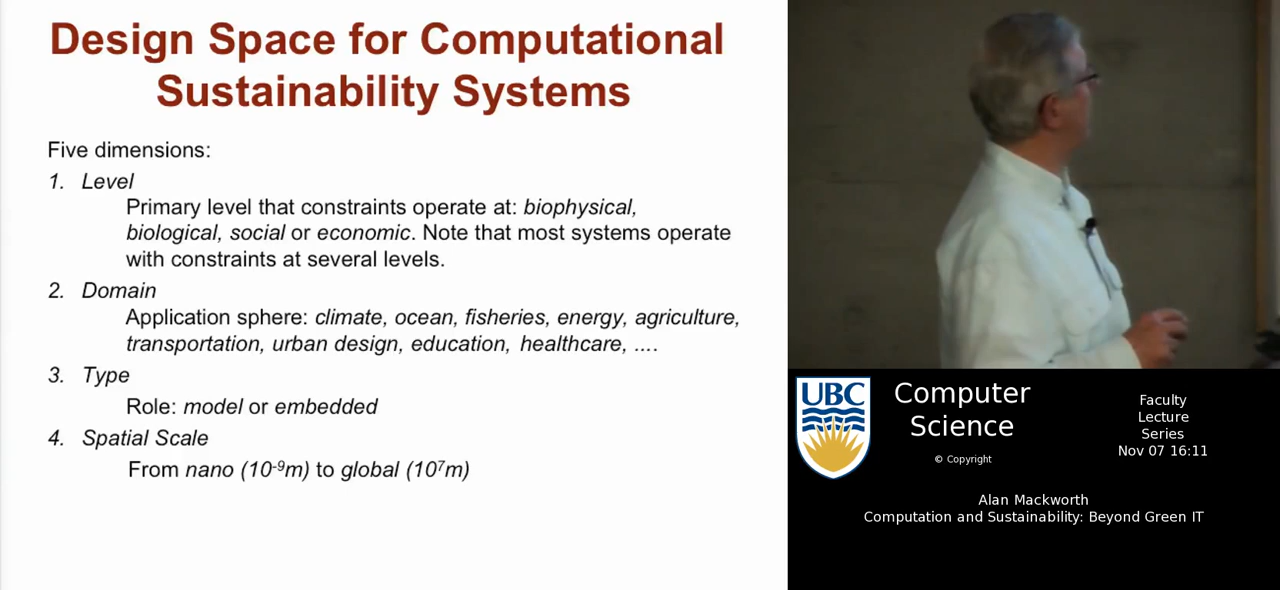 Design Space for Computational
Sustainability Systems
Five dimensions:
1. Level
Primary level that constraints operate at: biophysical,
biological, social or economic. Note that most systems operate
with constraints at several levels.
2. Domain
Application sphere: climate, ocean, fisheries, energy, agriculture,
transportation, urban design, education, healthcare, ....
3. Type
Role: model or embedded
4. Spatial Scale
From nano (10⁻⁹m) to global (10⁷m)
UBC
Computer
Science
© Copyright
Faculty
Lecture
Series
Nov 07 16:11
Alan Mackworth
Computation and Sustainability: Beyond Green IT